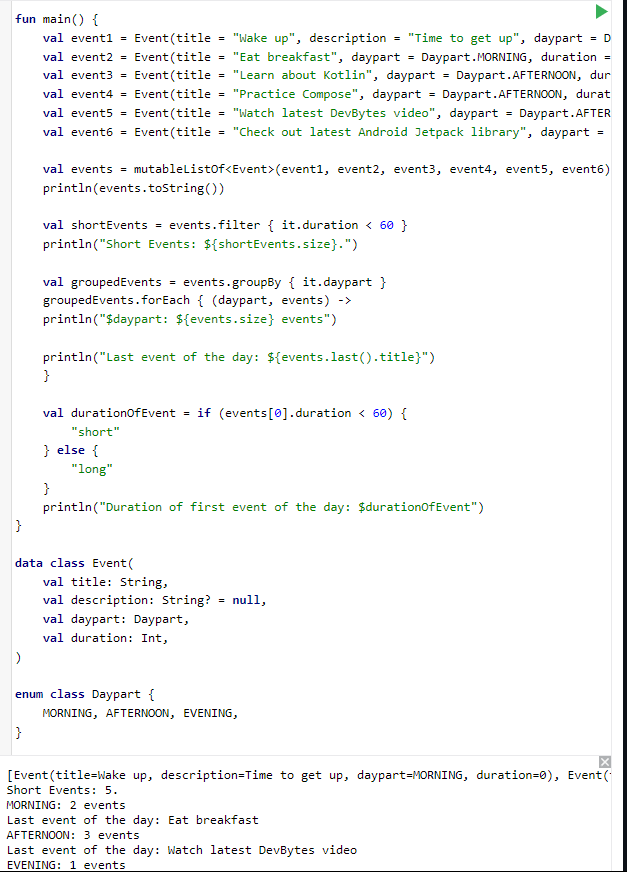 fun main() {
    val event1 = Event(title = "Wake up", description = "Time to get up", daypart = D
    val event2 = Event(title = "Eat breakfast", daypart = Daypart.MORNING, duration =
    val event3 = Event(title = "Learn about Kotlin", daypart = Daypart.AFTERNOON, dur
    val event4 = Event(title = "Practice Compose", daypart = Daypart.AFTERNOON, durat
    val event5 = Event(title = "Watch latest DevBytes video", daypart = Daypart.AFTER
    val event6 = Event(title = "Check out latest Android Jetpack library", daypart =
    val events = mutableListOf<Event>(event1, event2, event3, event4, event5, event6)
    println(events.toString())
    val shortEvents = events.filter { it.duration < 60 }
    println("Short Events: ${shortEvents.size}.")
    val groupedEvents = events.groupBy { it.daypart }
    groupedEvents.forEach { (daypart, events) ->
    println("$daypart: ${events.size} events")
    println("Last event of the day: ${events.last().title}")
    }
    val durationOfEvent = if (events[0].duration < 60) {
        "short"
    } else {
        "long"
    }
    println("Duration of first event of the day: $durationOfEvent")
}
data class Event(
    val title: String,
    val description: String? = null,
    val daypart: Daypart,
    val duration: Int,
)
enum class Daypart {
    MORNING, AFTERNOON, EVENING,
}
[Event(title=Wake up, description=Time to get up, daypart=MORNING, duration=0), Event(
Short Events: 5.
MORNING: 2 events
Last event of the day: Eat breakfast
AFTERNOON: 3 events
Last event of the day: Watch latest DevBytes video
EVENING: 1 events